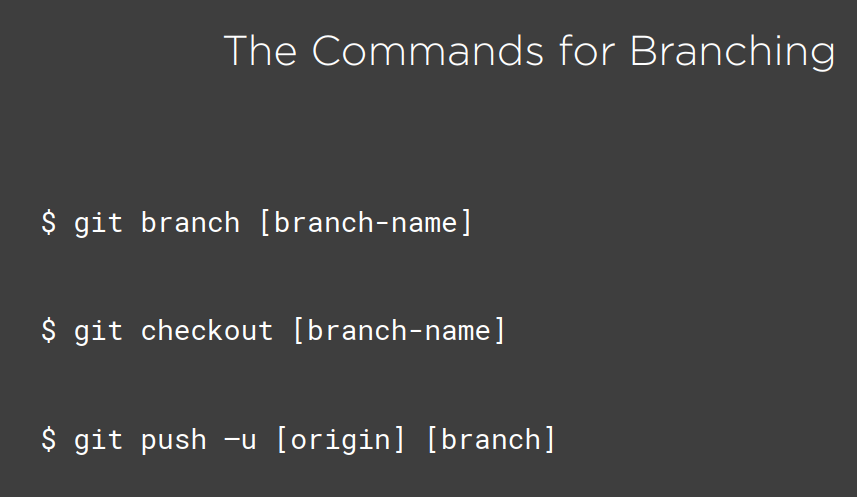 The Commands for Branching
$ git branch [branch-name]
$ git checkout [branch-name]
$ git push –u [origin] [branch]